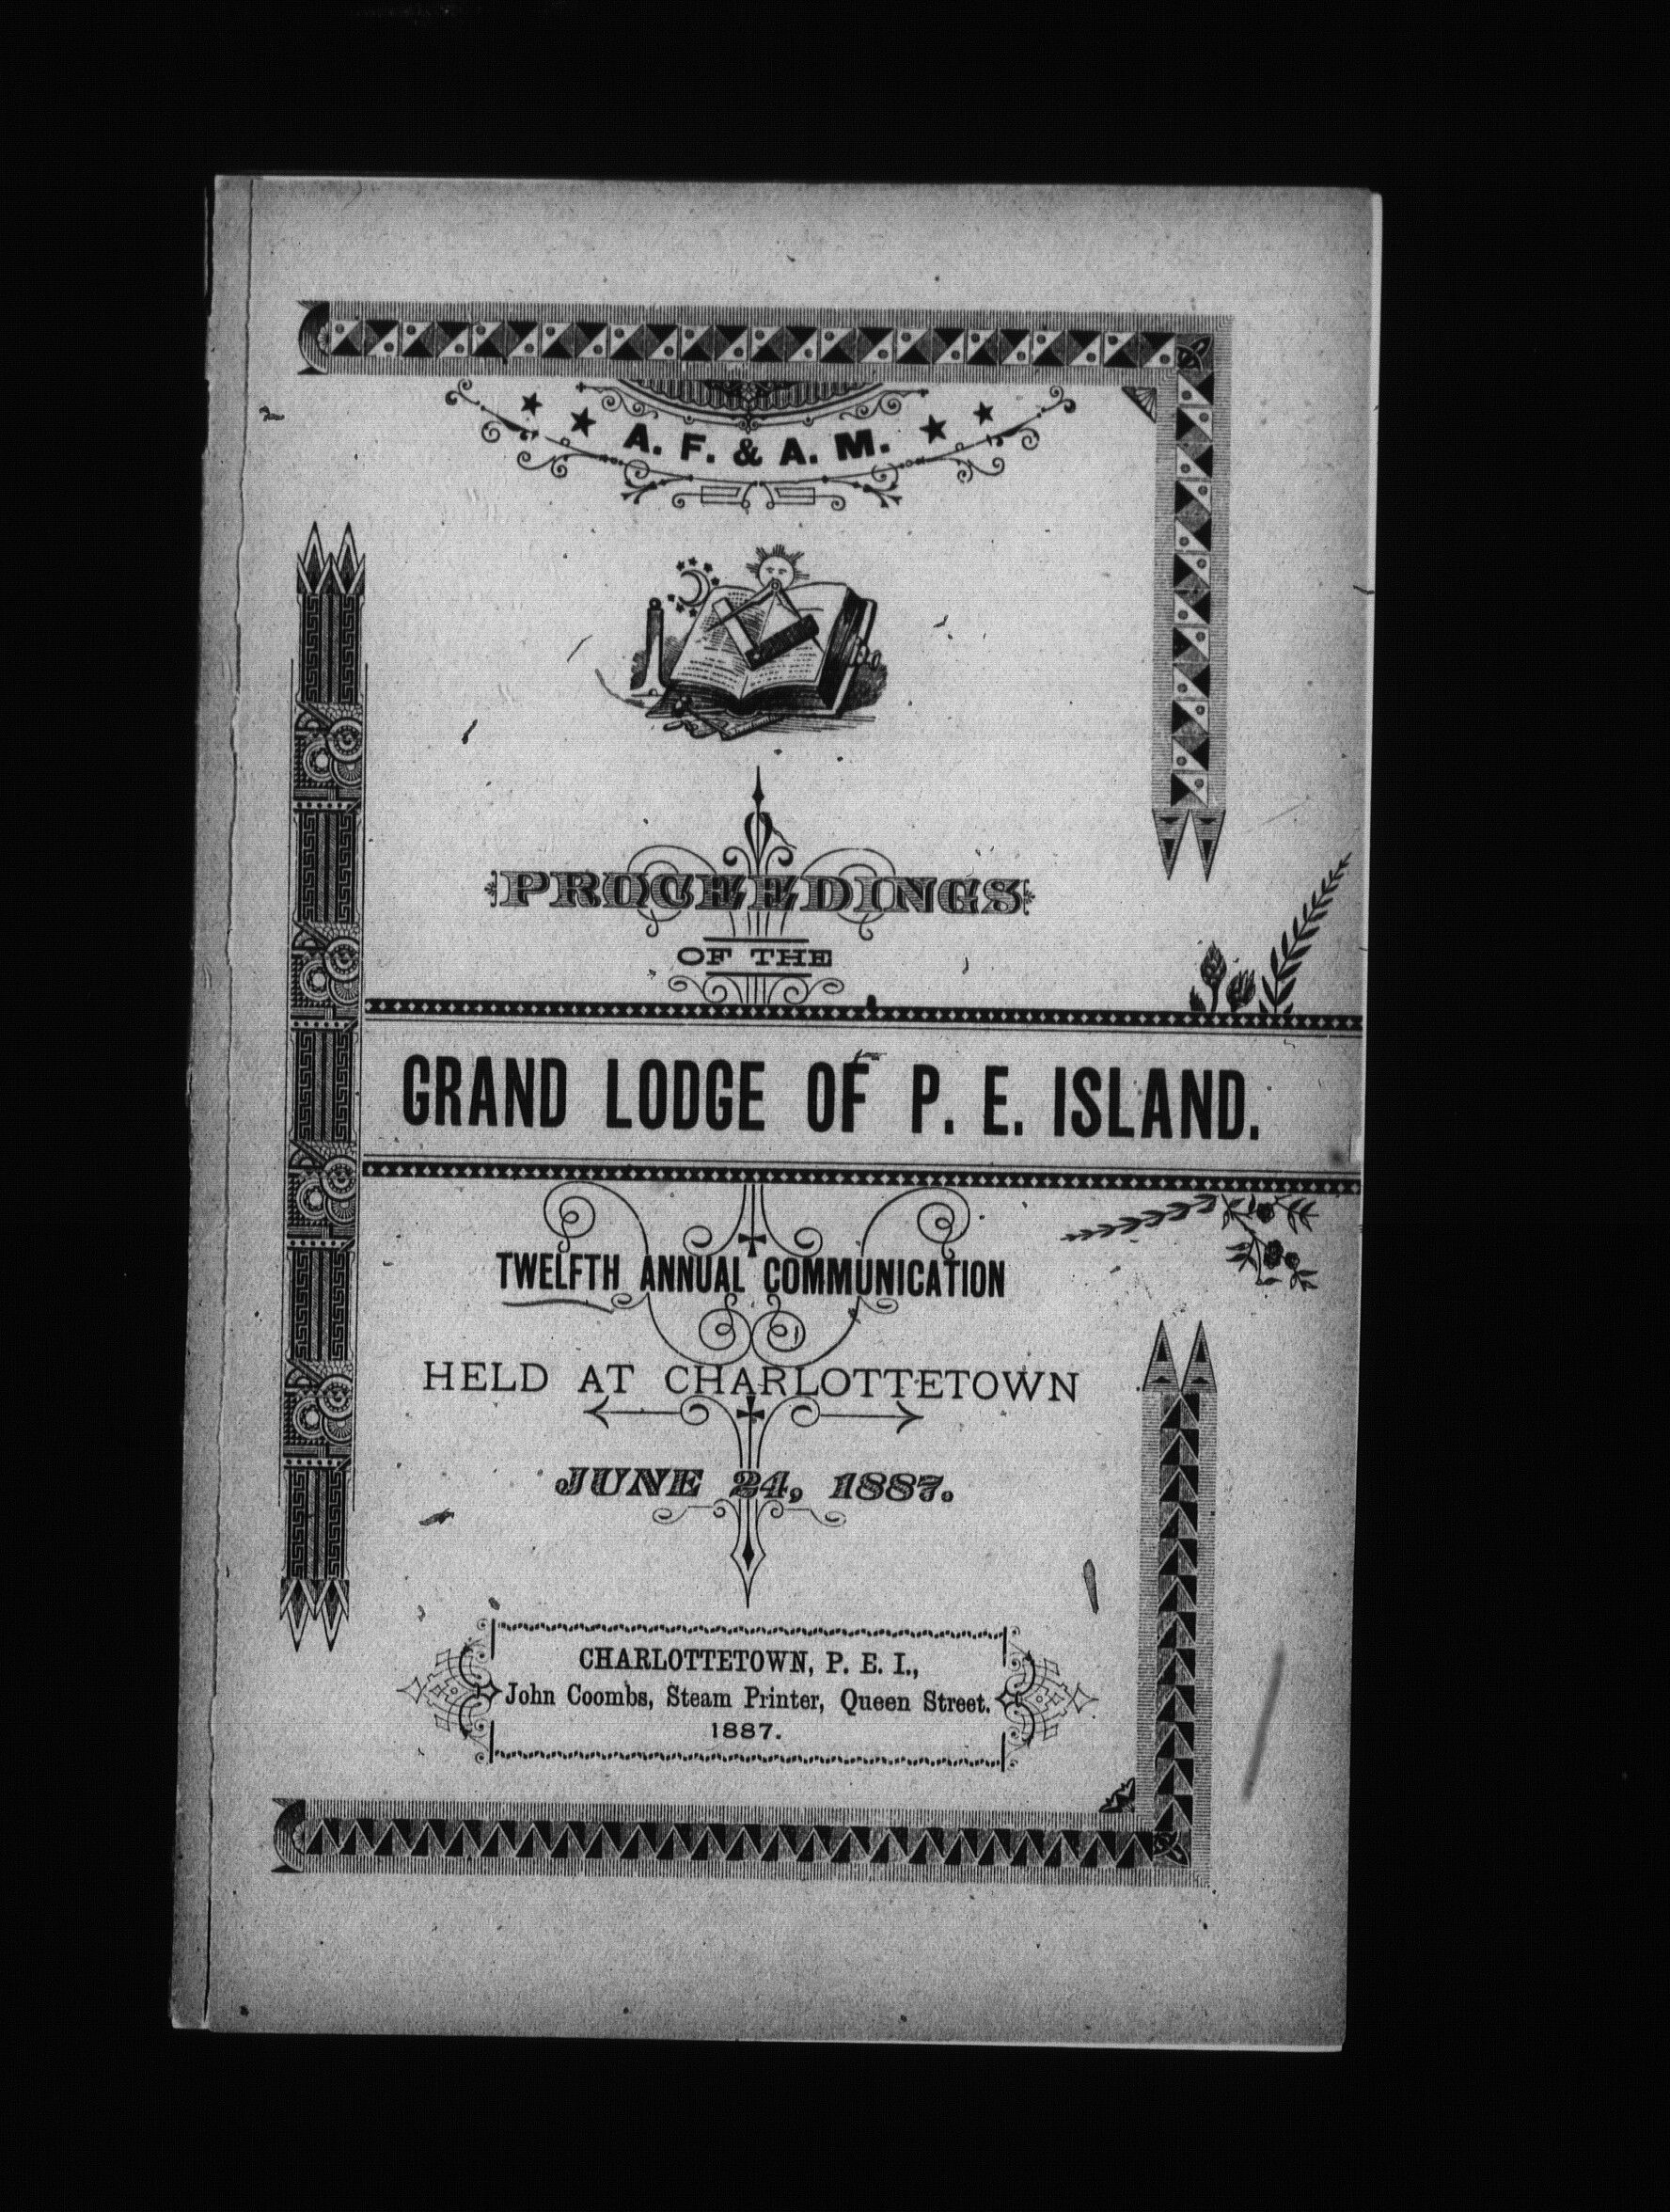 A. F. & A. M.
PROCEEDINGS
OF THE
GRAND LODGE OF P. E. ISLAND.
TWELFTH ANNUAL COMMUNICATION
HELD AT CHARLOTTETOWN
JUNE 24, 1887.
CHARLOTTETOWN, P. E. I.,
John Coombs, Steam Printer, Queen Street.
1887.